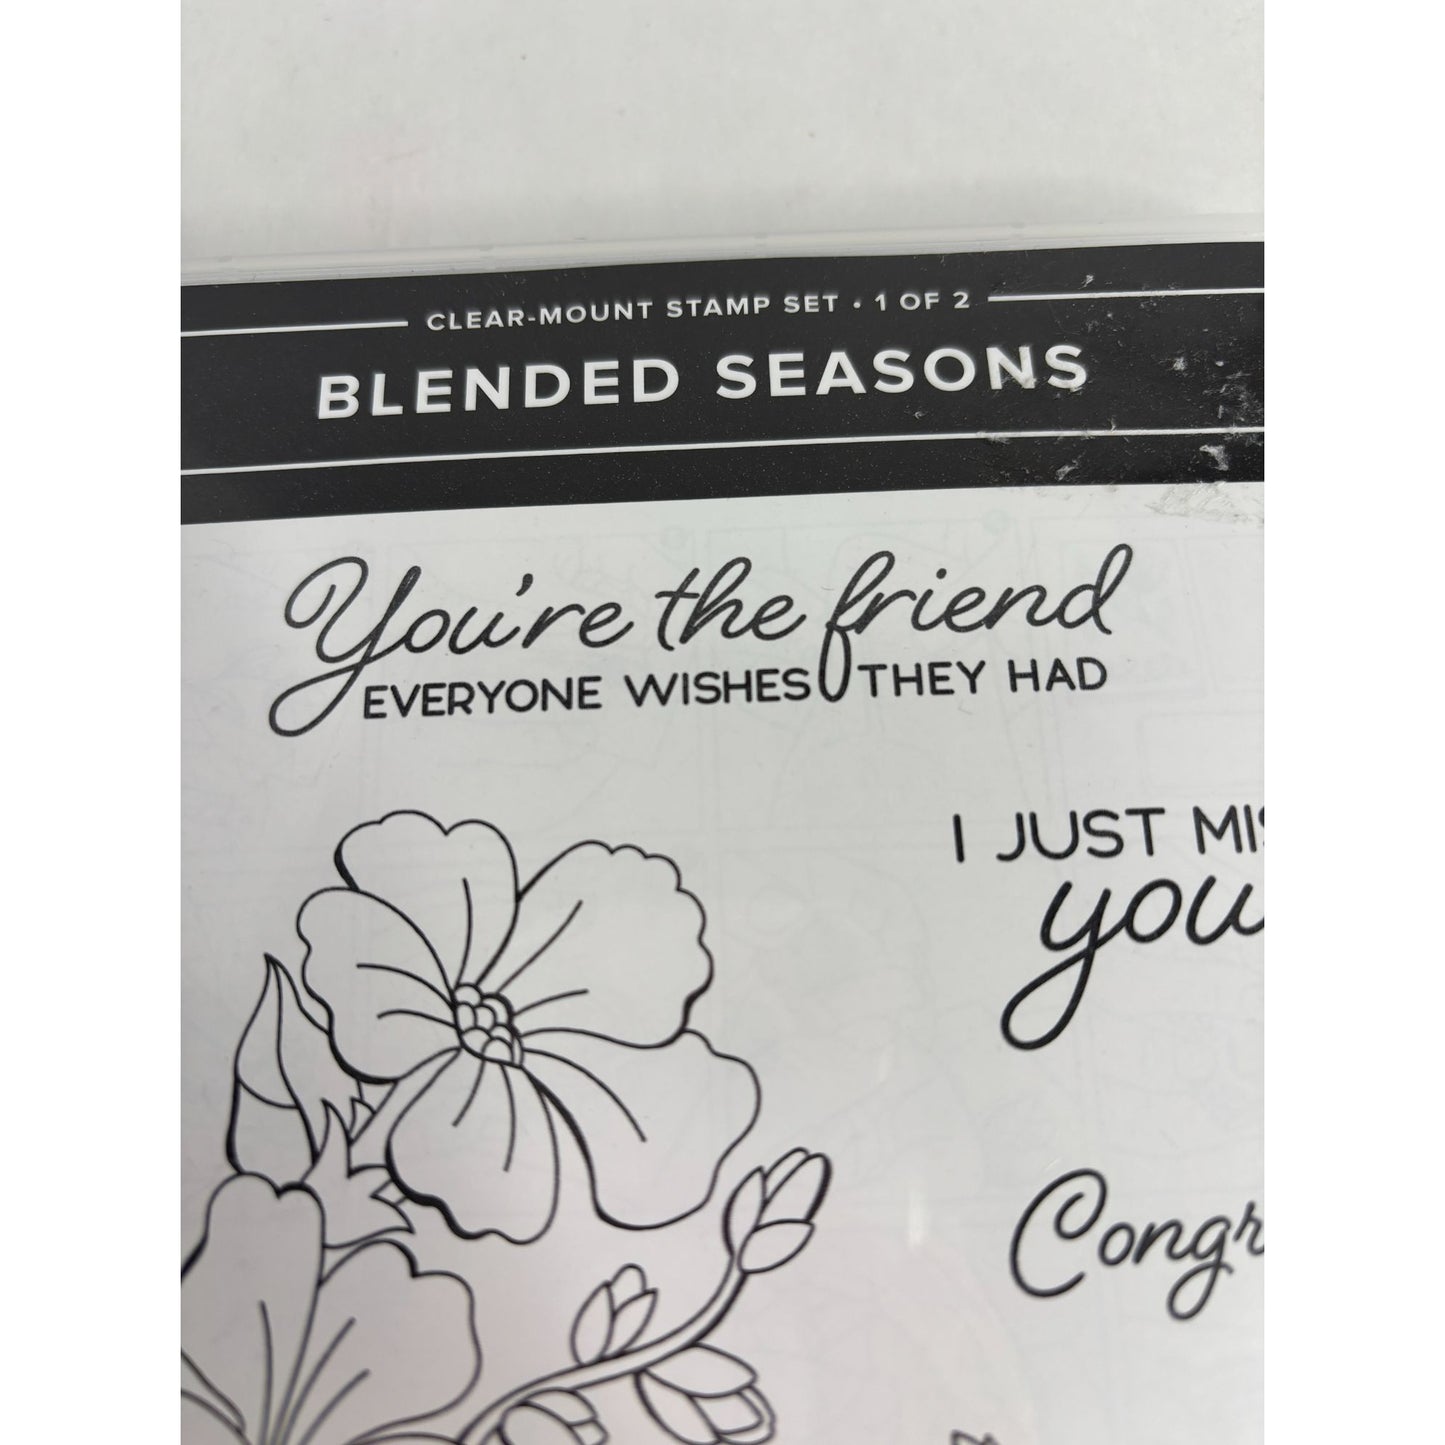 CLEAR-MOUNT STAMP SET • 1 OF 2
BLENDED SEASONS
You're the friend
EVERYONE WISHES THEY HAD
I JUST
you